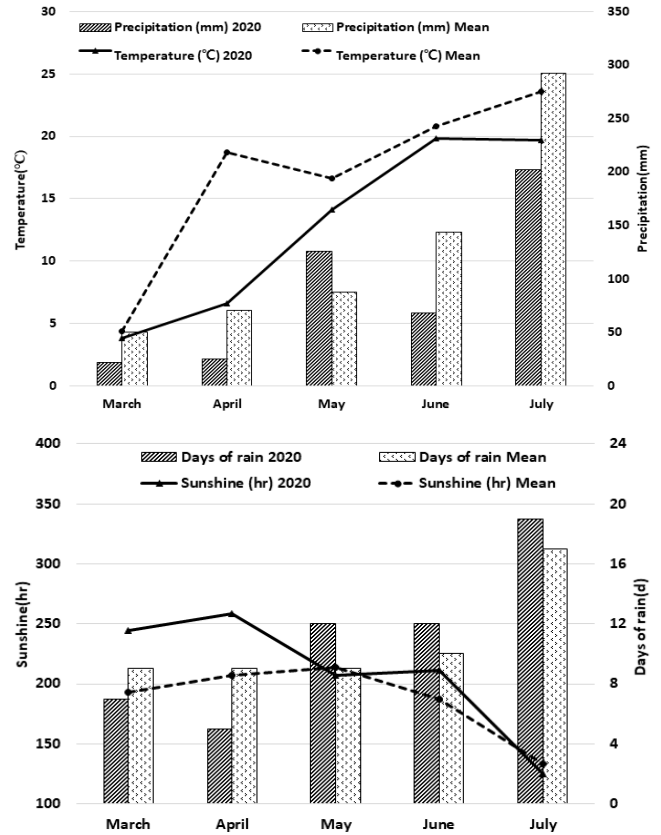 Precipitation (mm) 2020 Precipitation (mm) Mean
Temperature (℃) 2020 Temperature (℃) Mean
Temperature(℃)
30
25
20
15
10
5
0
Precipitation(mm)
350
300
250
200
150
100
50
0
March April May June July
Days of rain 2020 Days of rain Mean
Sunshine (hr) 2020 Sunshine (hr) Mean
Sunshine(hr)
400
350
300
250
200
150
100
Days of rain(d)
24
20
16
12
8
4
0
March April May June July